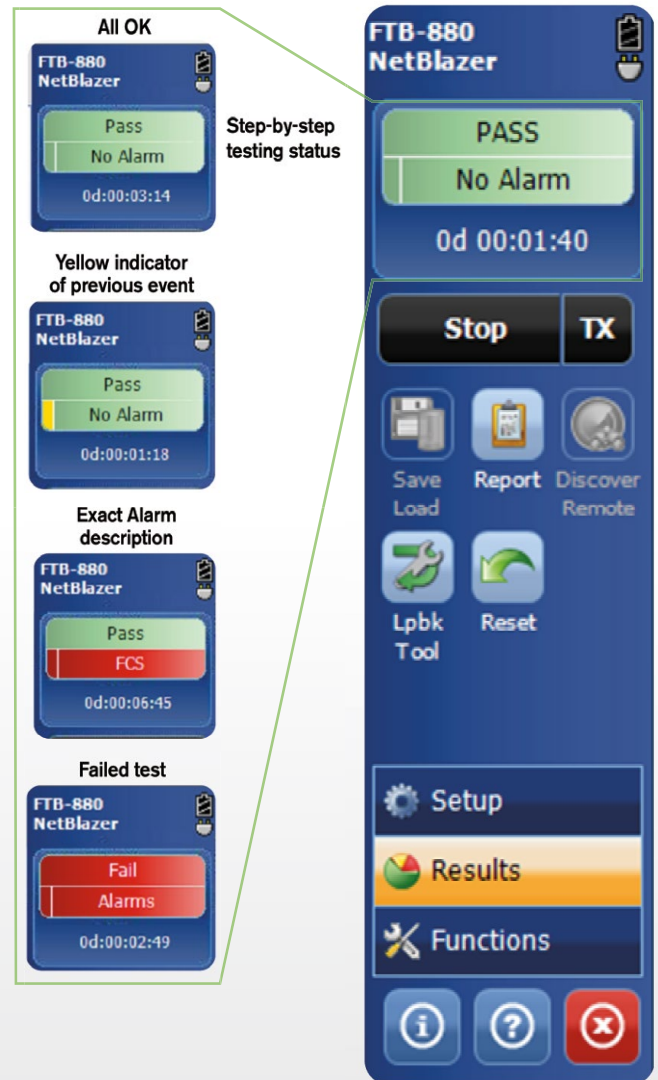 All OK
FTB-880
NetBlazer
Pass
No Alarm
0d:00:03:14
Step-by-step
testing status
Yellow indicator
of previous event
FTB-880
NetBlazer
Pass
No Alarm
0d:00:01:18
Exact Alarm
description
FTB-880
NetBlazer
Pass
FCS
0d:00:06:45
Failed test
FTB-880
NetBlazer
Fail
Alarms
0d:00:02:49
FTB-880
NetBlazer
PASS
No Alarm
0d 00:01:40
Stop
TX
Save
Load
Report
Discover
Remote
Lpbk
Tool
Reset
Setup
Results
Functions